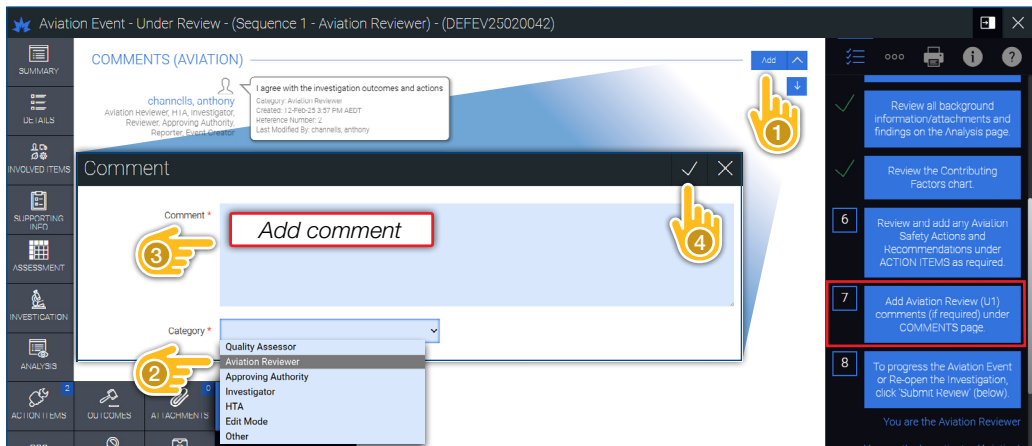 Aviation Event - Under Review - (Sequence 1 - Aviation Reviewer) - (DEFEV25020042)
SUMMARY
DETAILS
INVOLVED ITEMS
SUPPORTING
INFO
ASSESSMENT
INVESTIGATION
ANALYSIS
ACTION ITEMS
2
OUTCOMES
ATTACHMENTS
0
COMMENTS (AVIATION)
Add
channells, anthony
Aviation Reviewer, HTA, Investigator,
Reviewer, Approving Authority,
Reporter, Event Creator
I agree with the investigation outcomes and actions
Category: Aviation Reviewer
Created: 12-Feb-25 3:57 PM AEDT
Reference Number: 2
Last Modified By: channells, anthony
1
Comment
4
Comment *
Add comment
3
Category *
2
Quality Assessor
Aviation Reviewer
Approving Authority
Investigator
HTA
Edit Mode
Other
Review all background
information/attachments and
findings on the Analysis page.
Review the Contributing
Factors chart.
6
Review and add any Aviation
Safety Actions and
Recommendations under
ACTION ITEMS as required.
7
Add Aviation Review (U1)
comments (if required) under
COMMENTS page.
8
To progress the Aviation Event
or Re-open the Investigation,
click 'Submit Review' (below).
You are the Aviation Reviewer